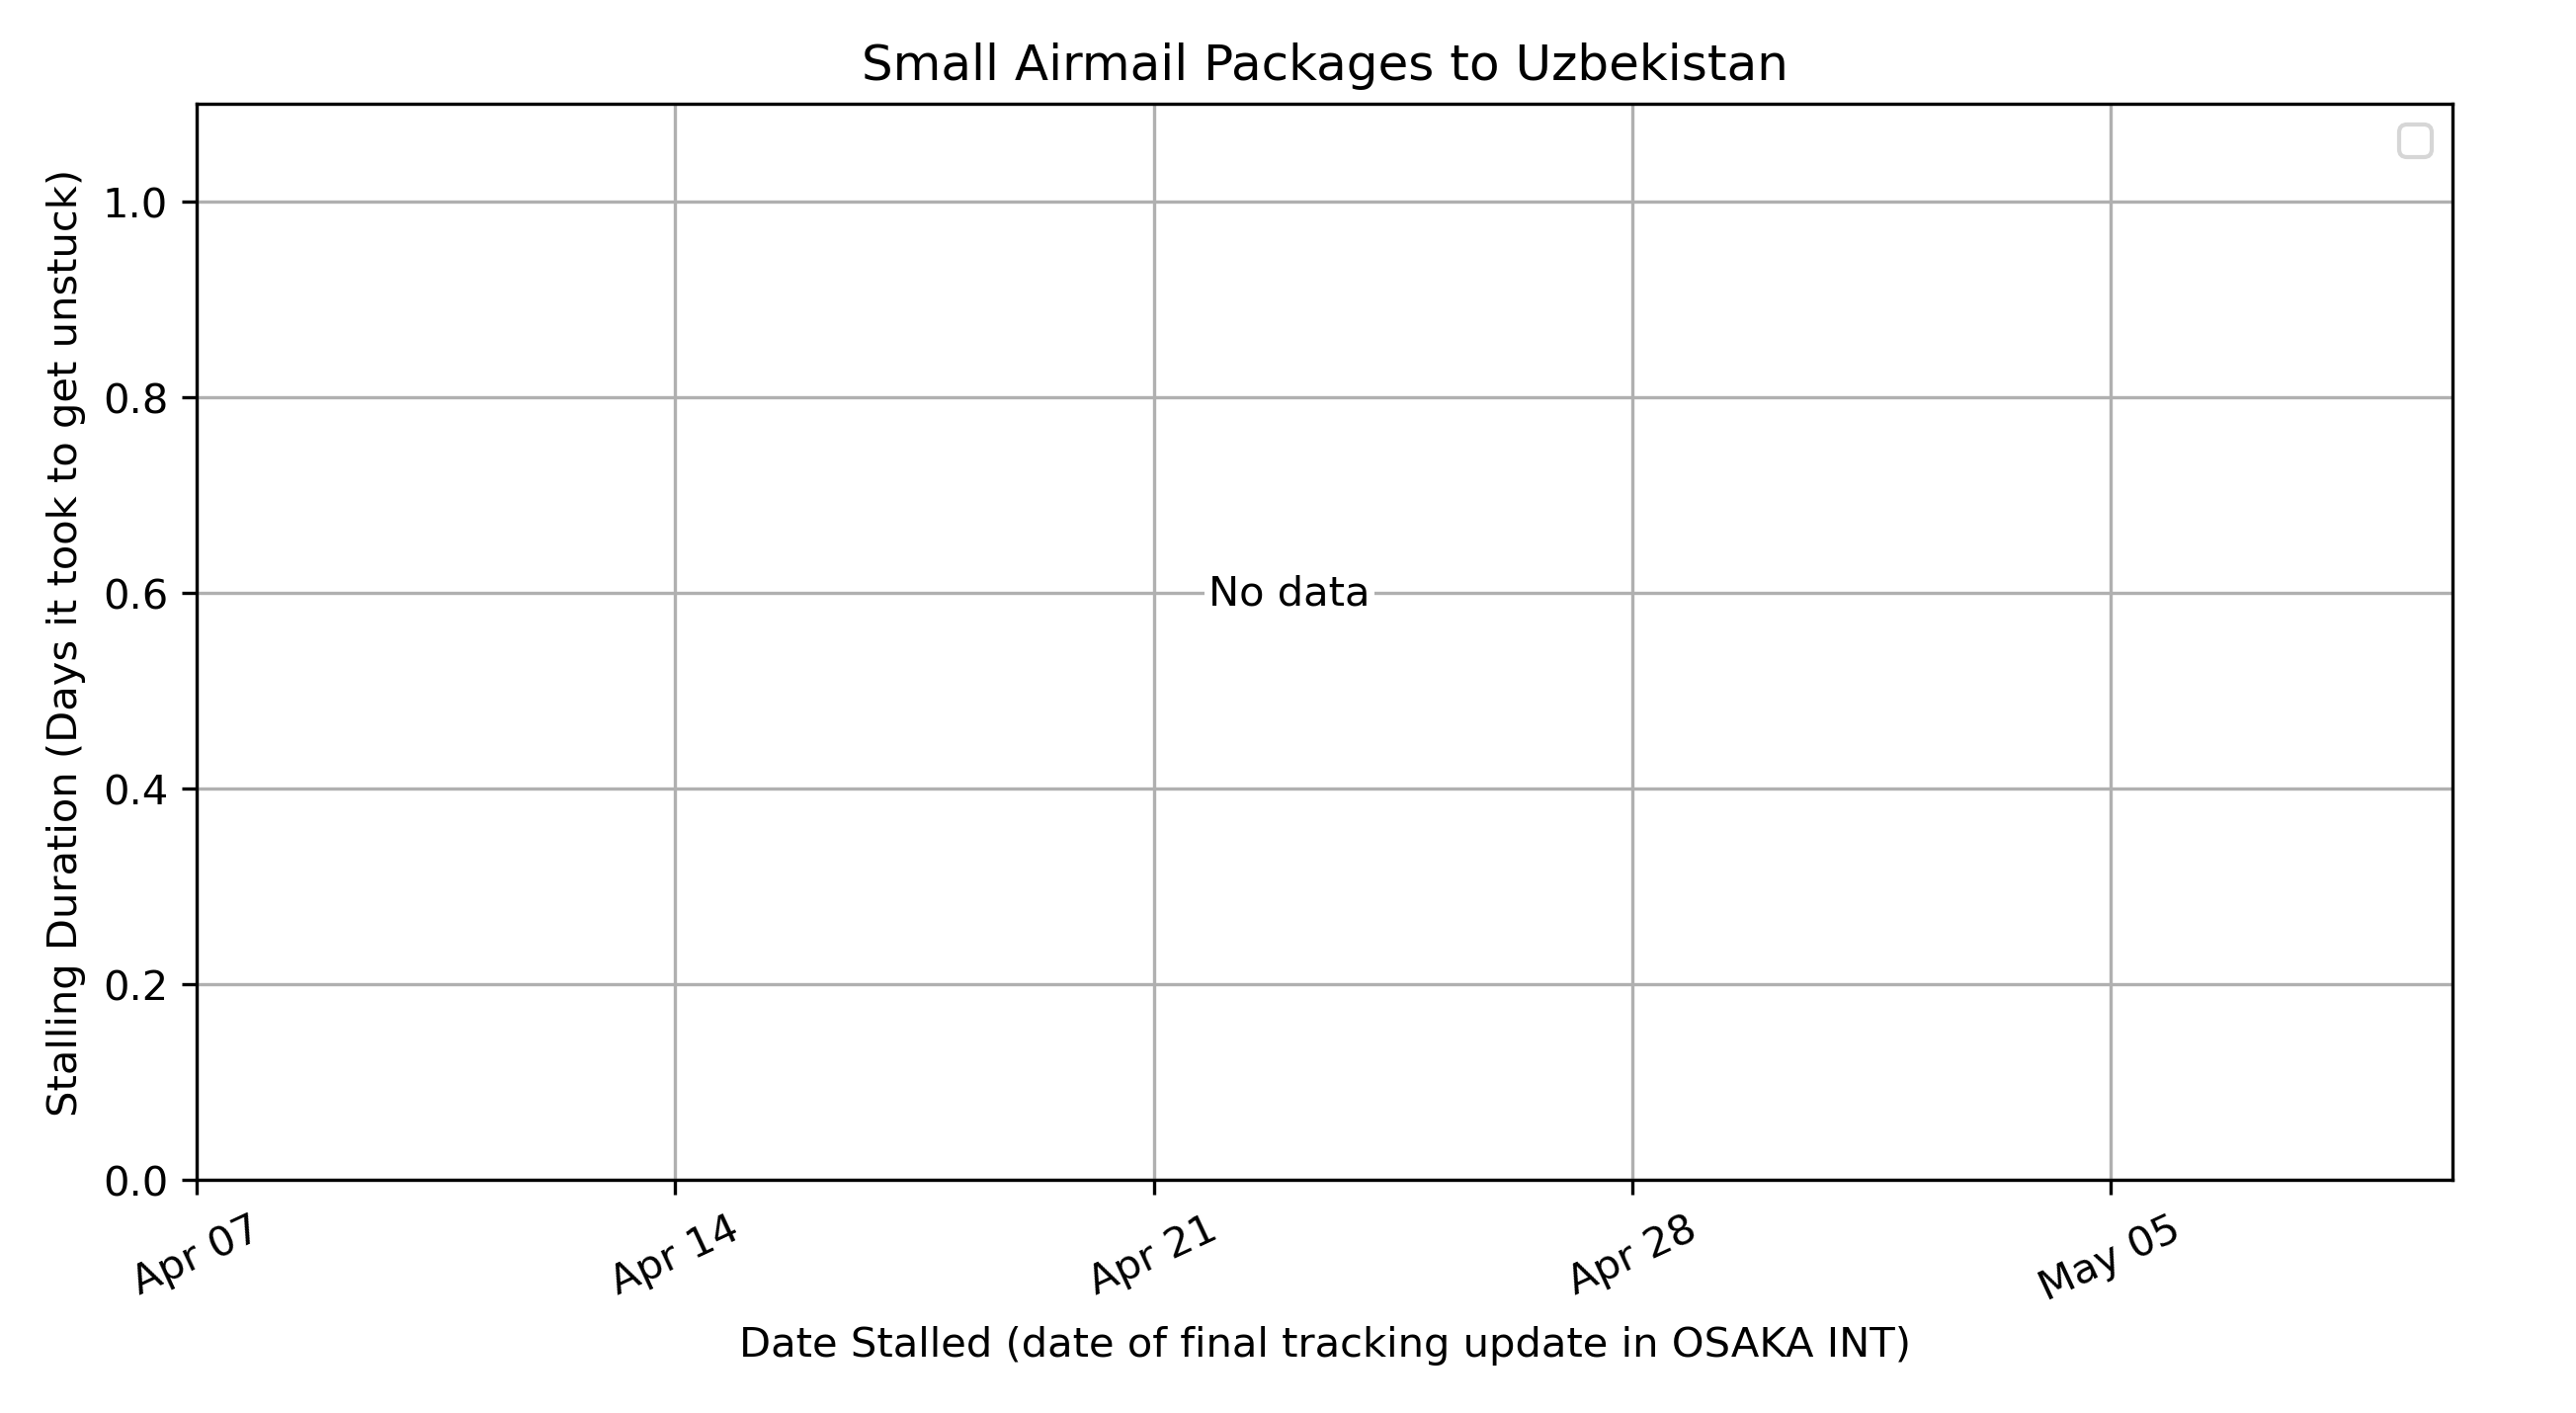 Small Airmail Packages to Uzbekistan
Stalling Duration (Days it took to get unstuck)
1.0
0.8
0.6
0.4
0.2
0.0
No data
Apr 07
Apr 14
Apr 21
Apr 28
May 05
Date Stalled (date of final tracking update in OSAKA INT)